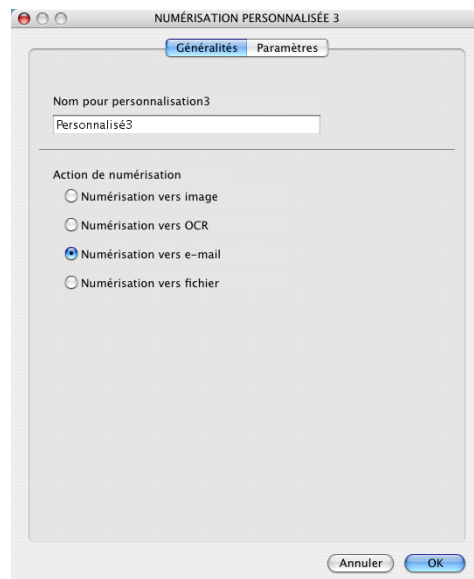 NUMÉRISATION PERSONNALISÉE 3
Généralités Paramètres
Nom pour personnalisation3
Personnalisé3
Action de numérisation
Numérisation vers image
Numérisation vers OCR
Numérisation vers e-mail
Numérisation vers fichier
Annuler OK